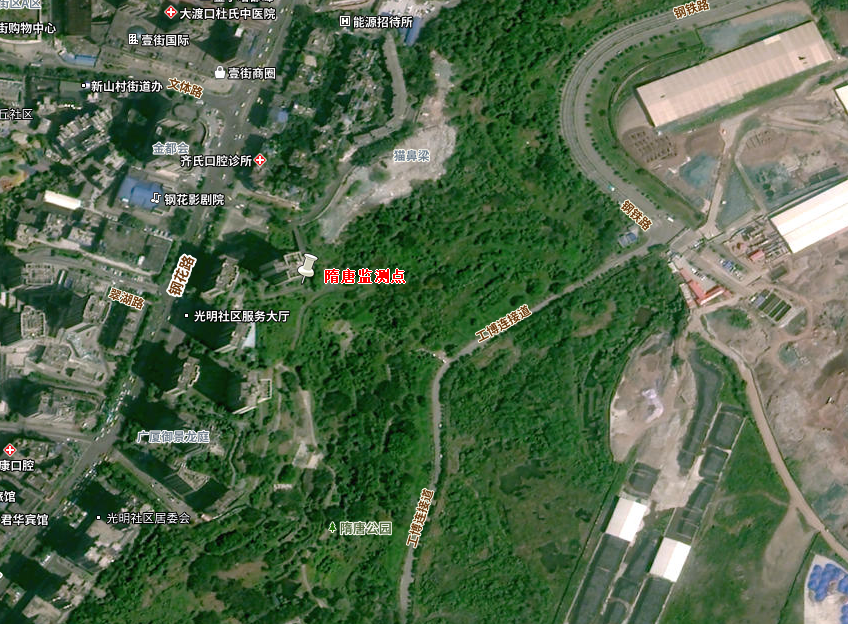 街区A区
大渡口杜氏中医院
能源招待所
钢铁路
街购物中心
壹街国际
壹街商圈
新山村街道办
文体路
丘社区
金都会
齐氏口腔诊所
猫鼻梁
钢花影剧院
钢铁路
钢花路
隋唐监测点
翠湖路
光明社区服务大厅
工博连接道
广厦御景龙庭
康口腔
旅馆
君华宾馆
光明社区居委会
隋唐公园
工博连接道